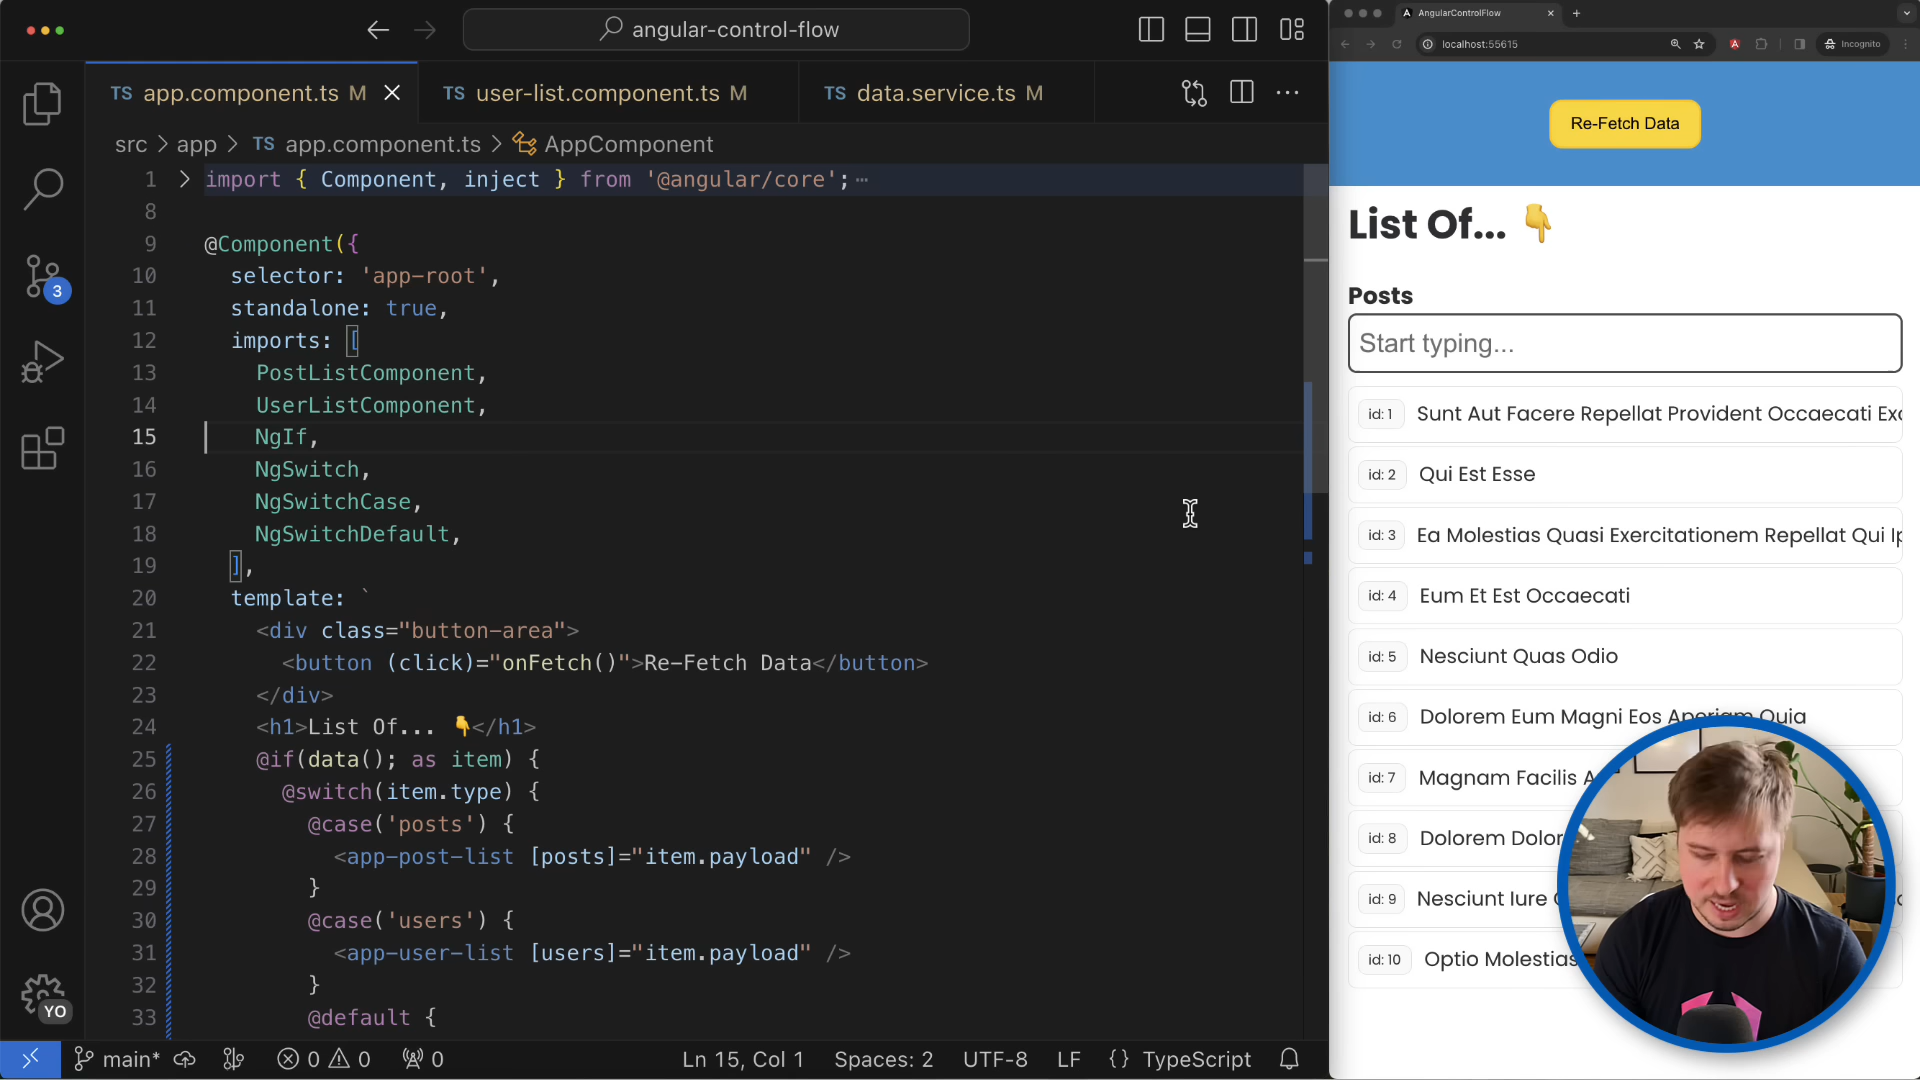 angular-control-flow
TS app.component.ts M
TS user-list.component.ts M
TS data.service.ts M
src > app > TS app.component.ts > AppComponent
1 import { Component, inject } from '@angular/core'; ⋯
8
9 @Component({
10 selector: 'app-root',
11 standalone: true,
12 imports: [
13 PostListComponent,
14 UserListComponent,
15 NgIf,
16 NgSwitch,
17 NgSwitchCase,
18 NgSwitchDefault,
19 ],
20 template: `
21 <div class="button-area">
22 <button (click)="onFetch()">Re-Fetch Data</button>
23 </div>
24 <h1>List Of... 👇</h1>
25 @if(data(); as item) {
26 @switch(item.type) {
27 @case('posts') {
28 <app-post-list [posts]="item.payload" />
29 }
30 @case('users') {
31 <app-user-list [users]="item.payload" />
32 }
33 @default {
3
YO
main* 0 0 0
Ln 15, Col 1 Spaces: 2 UTF-8 LF {} TypeScript
AngularControlFlow
localhost:55615
Incognito
Re-Fetch Data
List Of... 👇
Posts
Start typing...
id: 1 Sunt Aut Facere Repellat Provident Occaecati Exc
id: 2 Qui Est Esse
id: 3 Ea Molestias Quasi Exercitationem Repellat Qui Ip
id: 4 Eum Et Est Occaecati
id: 5 Nesciunt Quas Odio
id: 6 Dolorem Eum Magni Eos Aperiam Quia
id: 7 Magnam Facilis A
id: 8 Dolorem Dolor
id: 9 Nesciunt Iure
id: 10 Optio Molestias